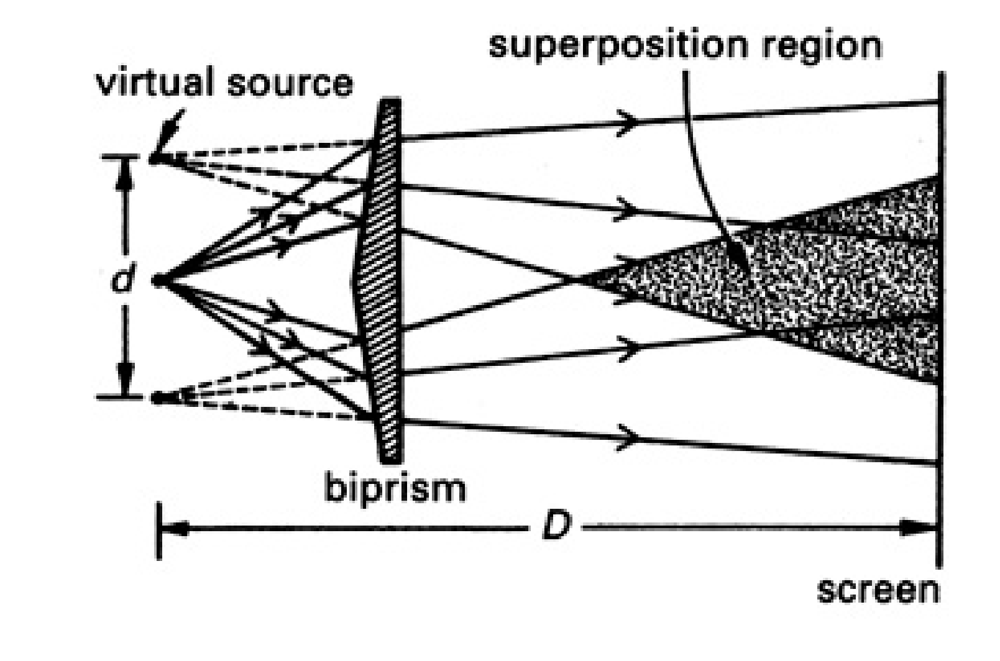 superposition region
virtual source
d
biprism
D
screen